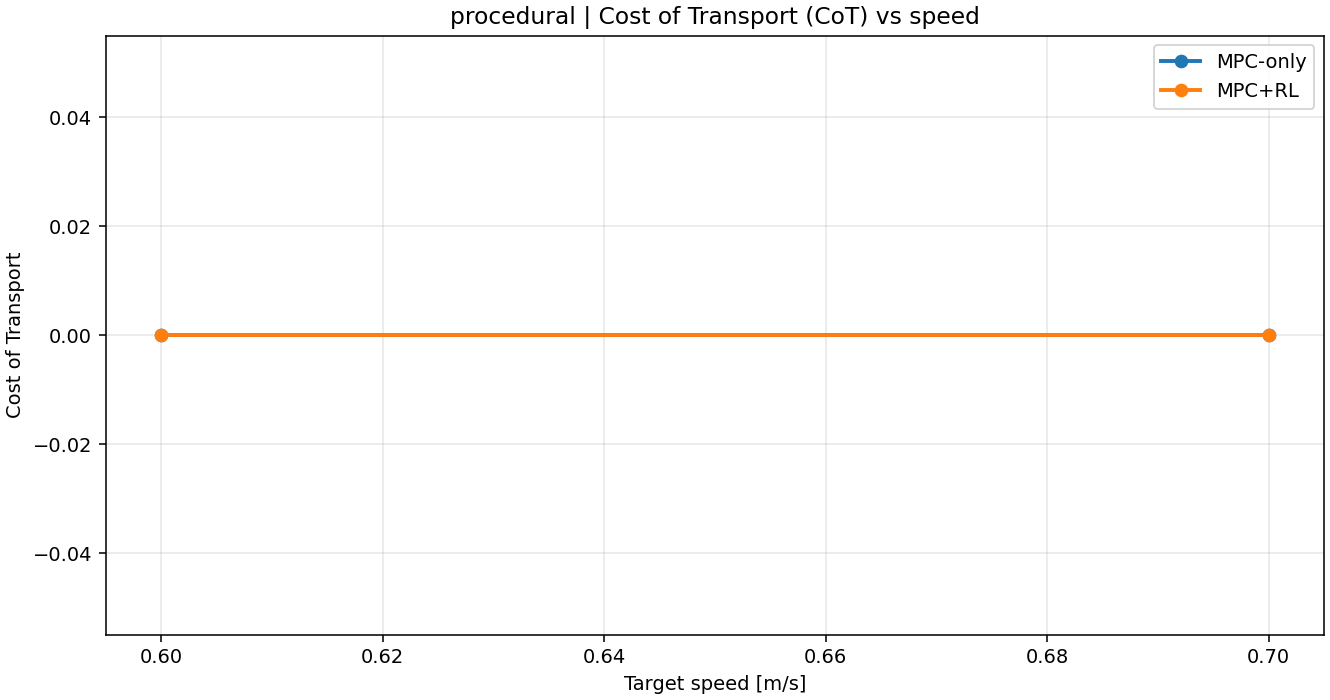 procedural | Cost of Transport (CoT) vs speed
MPC-only
MPC+RL
0.04
0.02
0.00
−0.02
−0.04
Cost of Transport
0.60
0.62
0.64
0.66
0.68
0.70
Target speed [m/s]